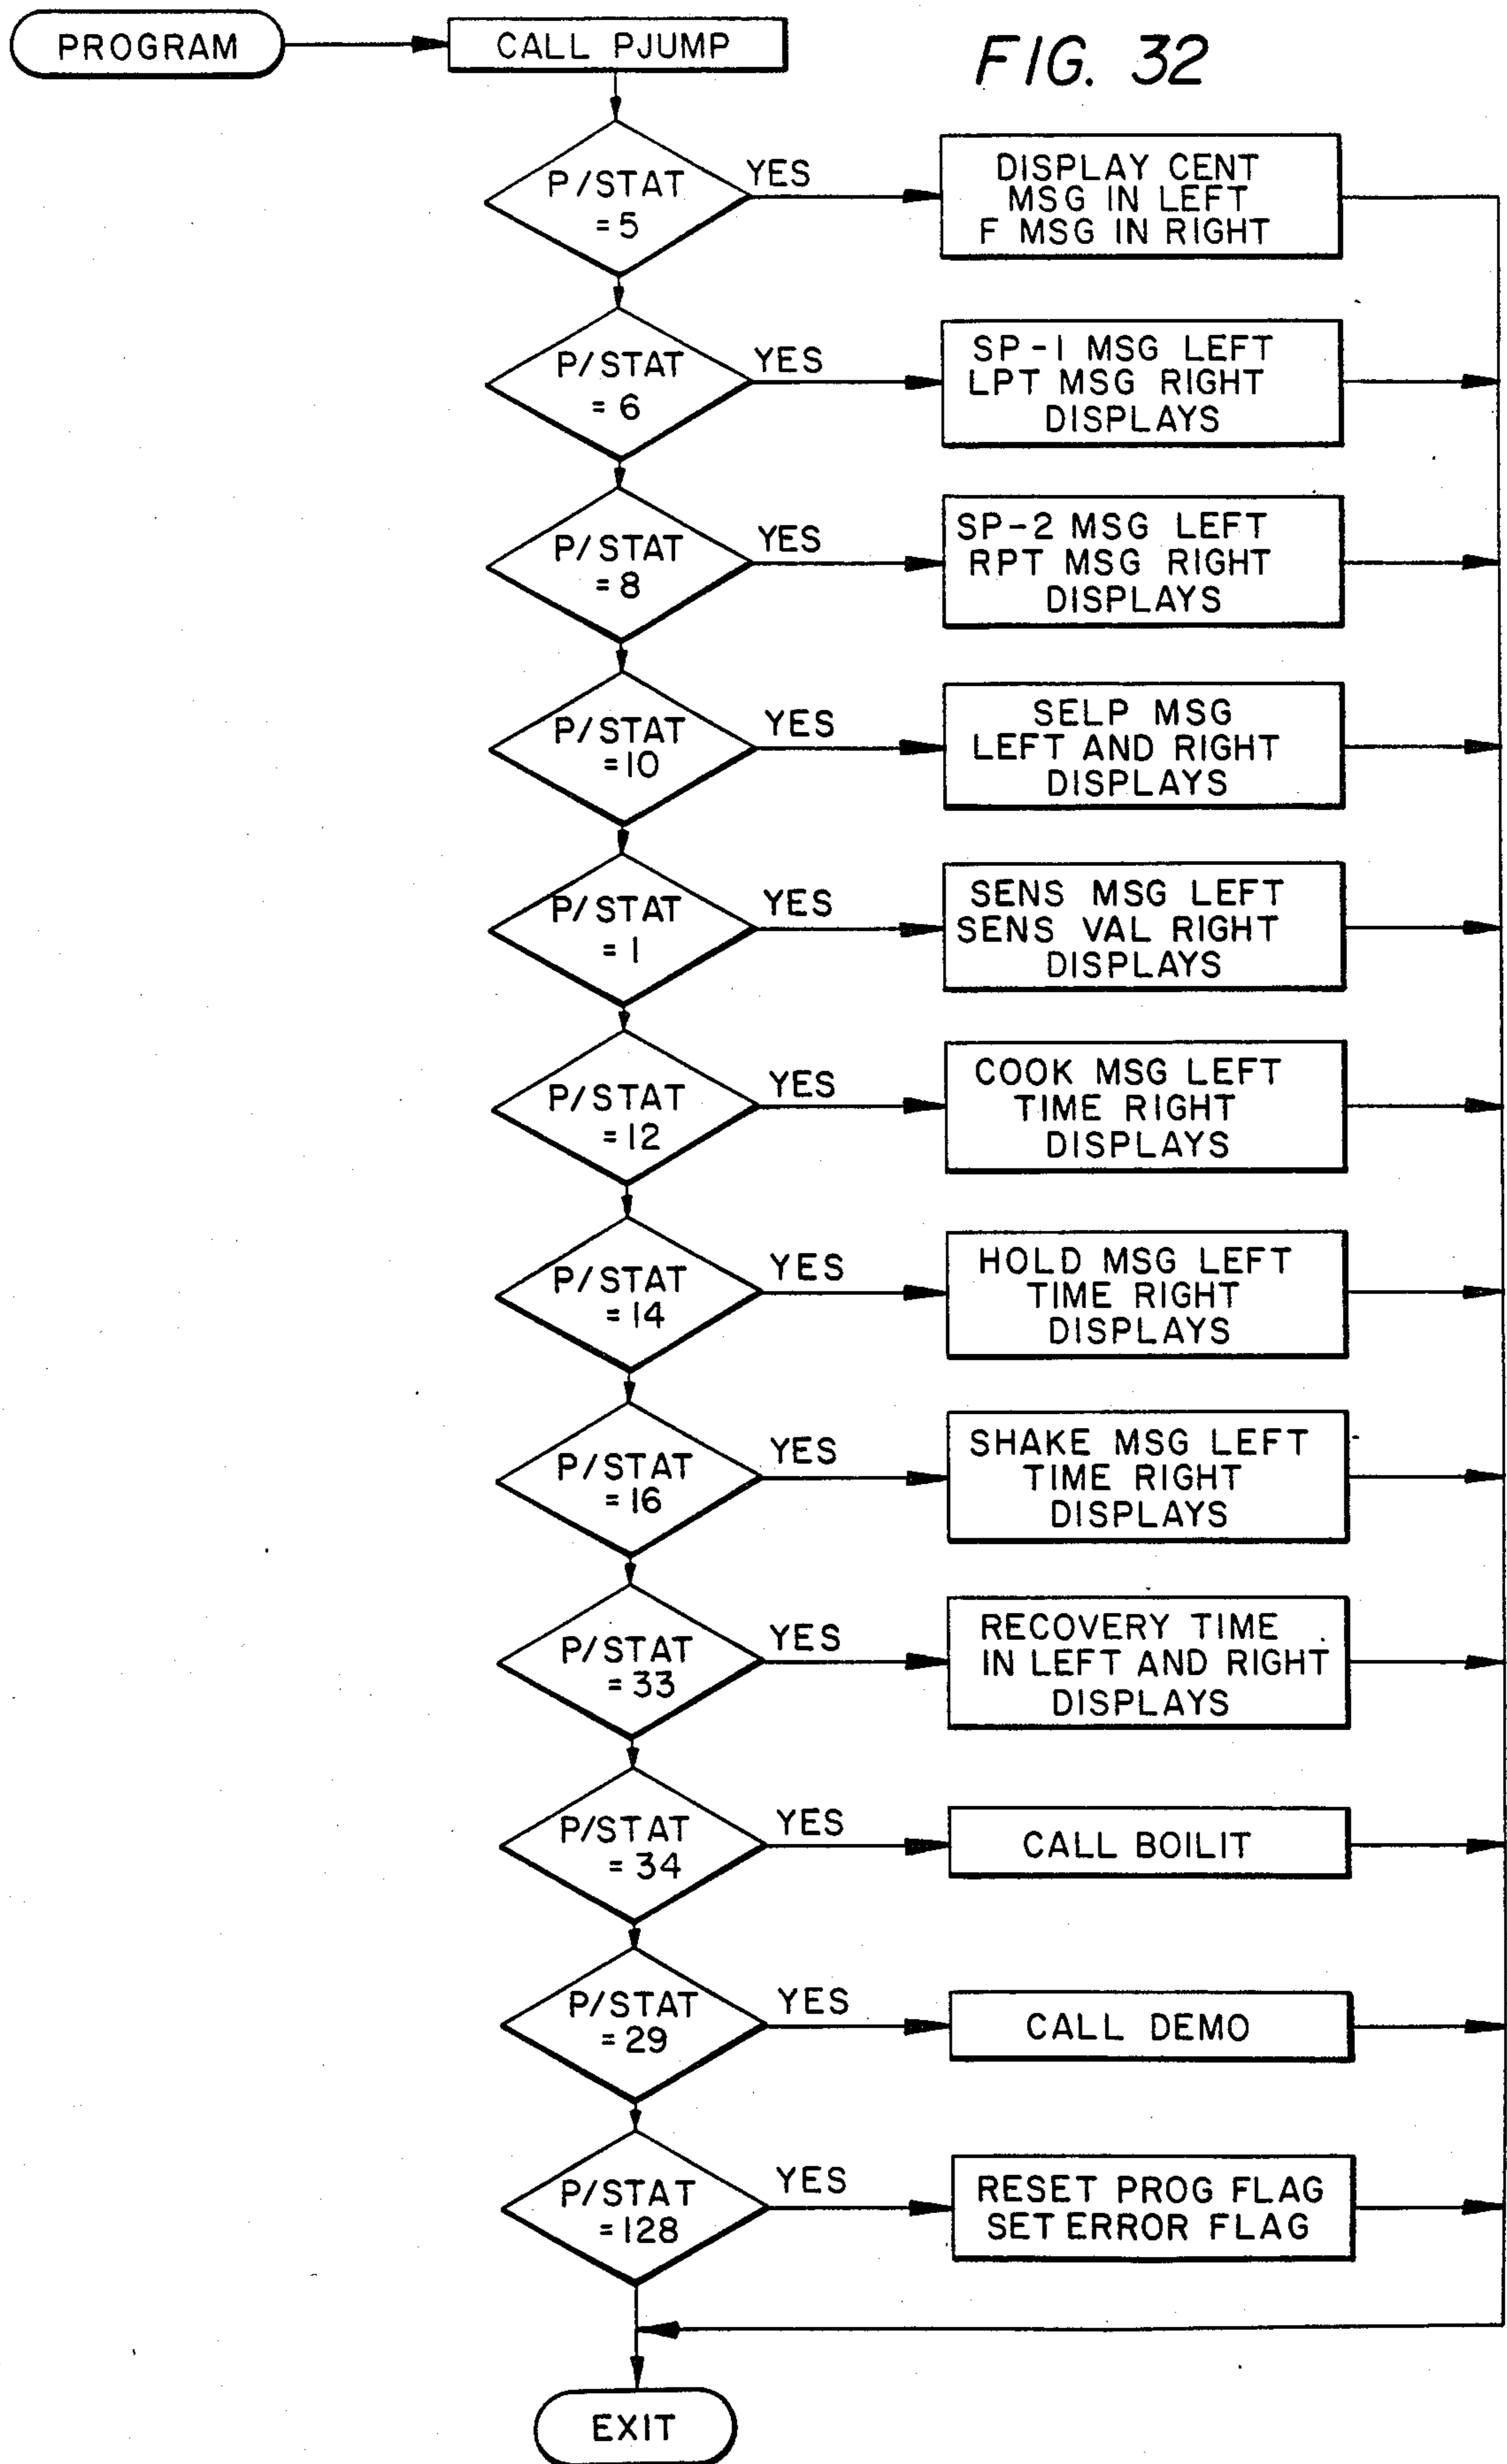 PROGRAM
CALL PJUMP
FIG. 32
P/STAT
= 5
YES
DISPLAY CENT
MSG IN LEFT
F MSG IN RIGHT
P/STAT
= 6
YES
SP-1 MSG LEFT
LPT MSG RIGHT
DISPLAYS
P/STAT
= 8
YES
SP-2 MSG LEFT
RPT MSG RIGHT
DISPLAYS
P/STAT
= 10
YES
SELP MSG
LEFT AND RIGHT
DISPLAYS
P/STAT
= 1
YES
SENS MSG LEFT
SENS VAL RIGHT
DISPLAYS
P/STAT
= 12
YES
COOK MSG LEFT
TIME RIGHT
DISPLAYS
P/STAT
= 14
YES
HOLD MSG LEFT
TIME RIGHT
DISPLAYS
P/STAT
= 16
YES
SHAKE MSG LEFT
TIME RIGHT
DISPLAYS
P/STAT
= 33
YES
RECOVERY TIME
IN LEFT AND RIGHT
DISPLAYS
P/STAT
= 34
YES
CALL BOILIT
P/STAT
= 29
YES
CALL DEMO
P/STAT
= 128
YES
RESET PROG FLAG
SET ERROR FLAG
EXIT